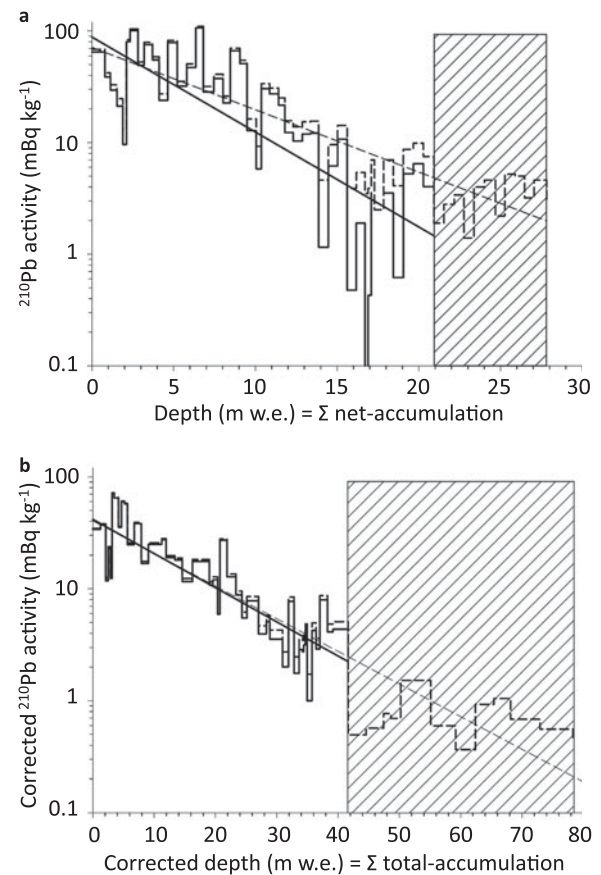 a
100
10
1
0.1
²¹⁰Pb activity (mBq kg⁻¹)
0 5 10 15 20 25 30
Depth (m w.e.) = Σ net-accumulation
b
100
10
1
0.1
Corrected ²¹⁰Pb activity (mBq kg⁻¹)
0 10 20 30 40 50 60 70 80
Corrected depth (m w.e.) = Σ total-accumulation